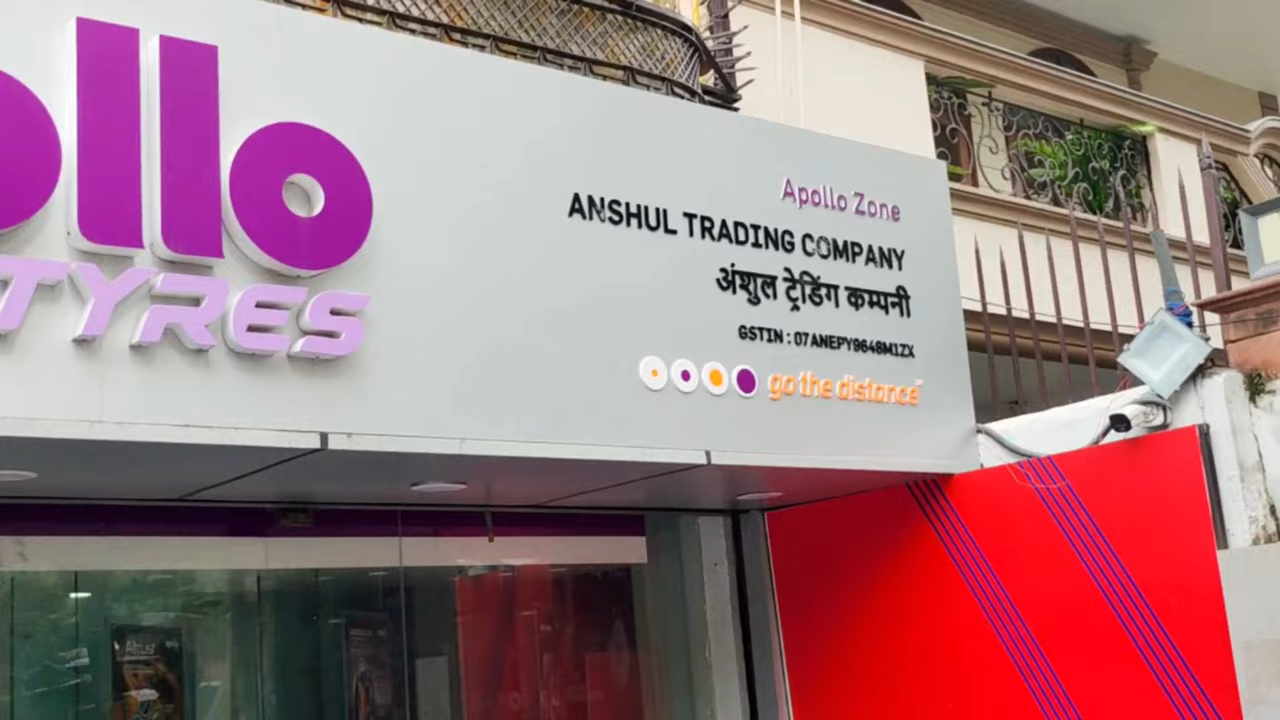 ollo
TYRES
Apollo Zone
ANSHUL TRADING COMPANY
अंशुल ट्रेडिंग कम्पनी
GSTIN : 07ANEPY9648M1ZX
go the distance